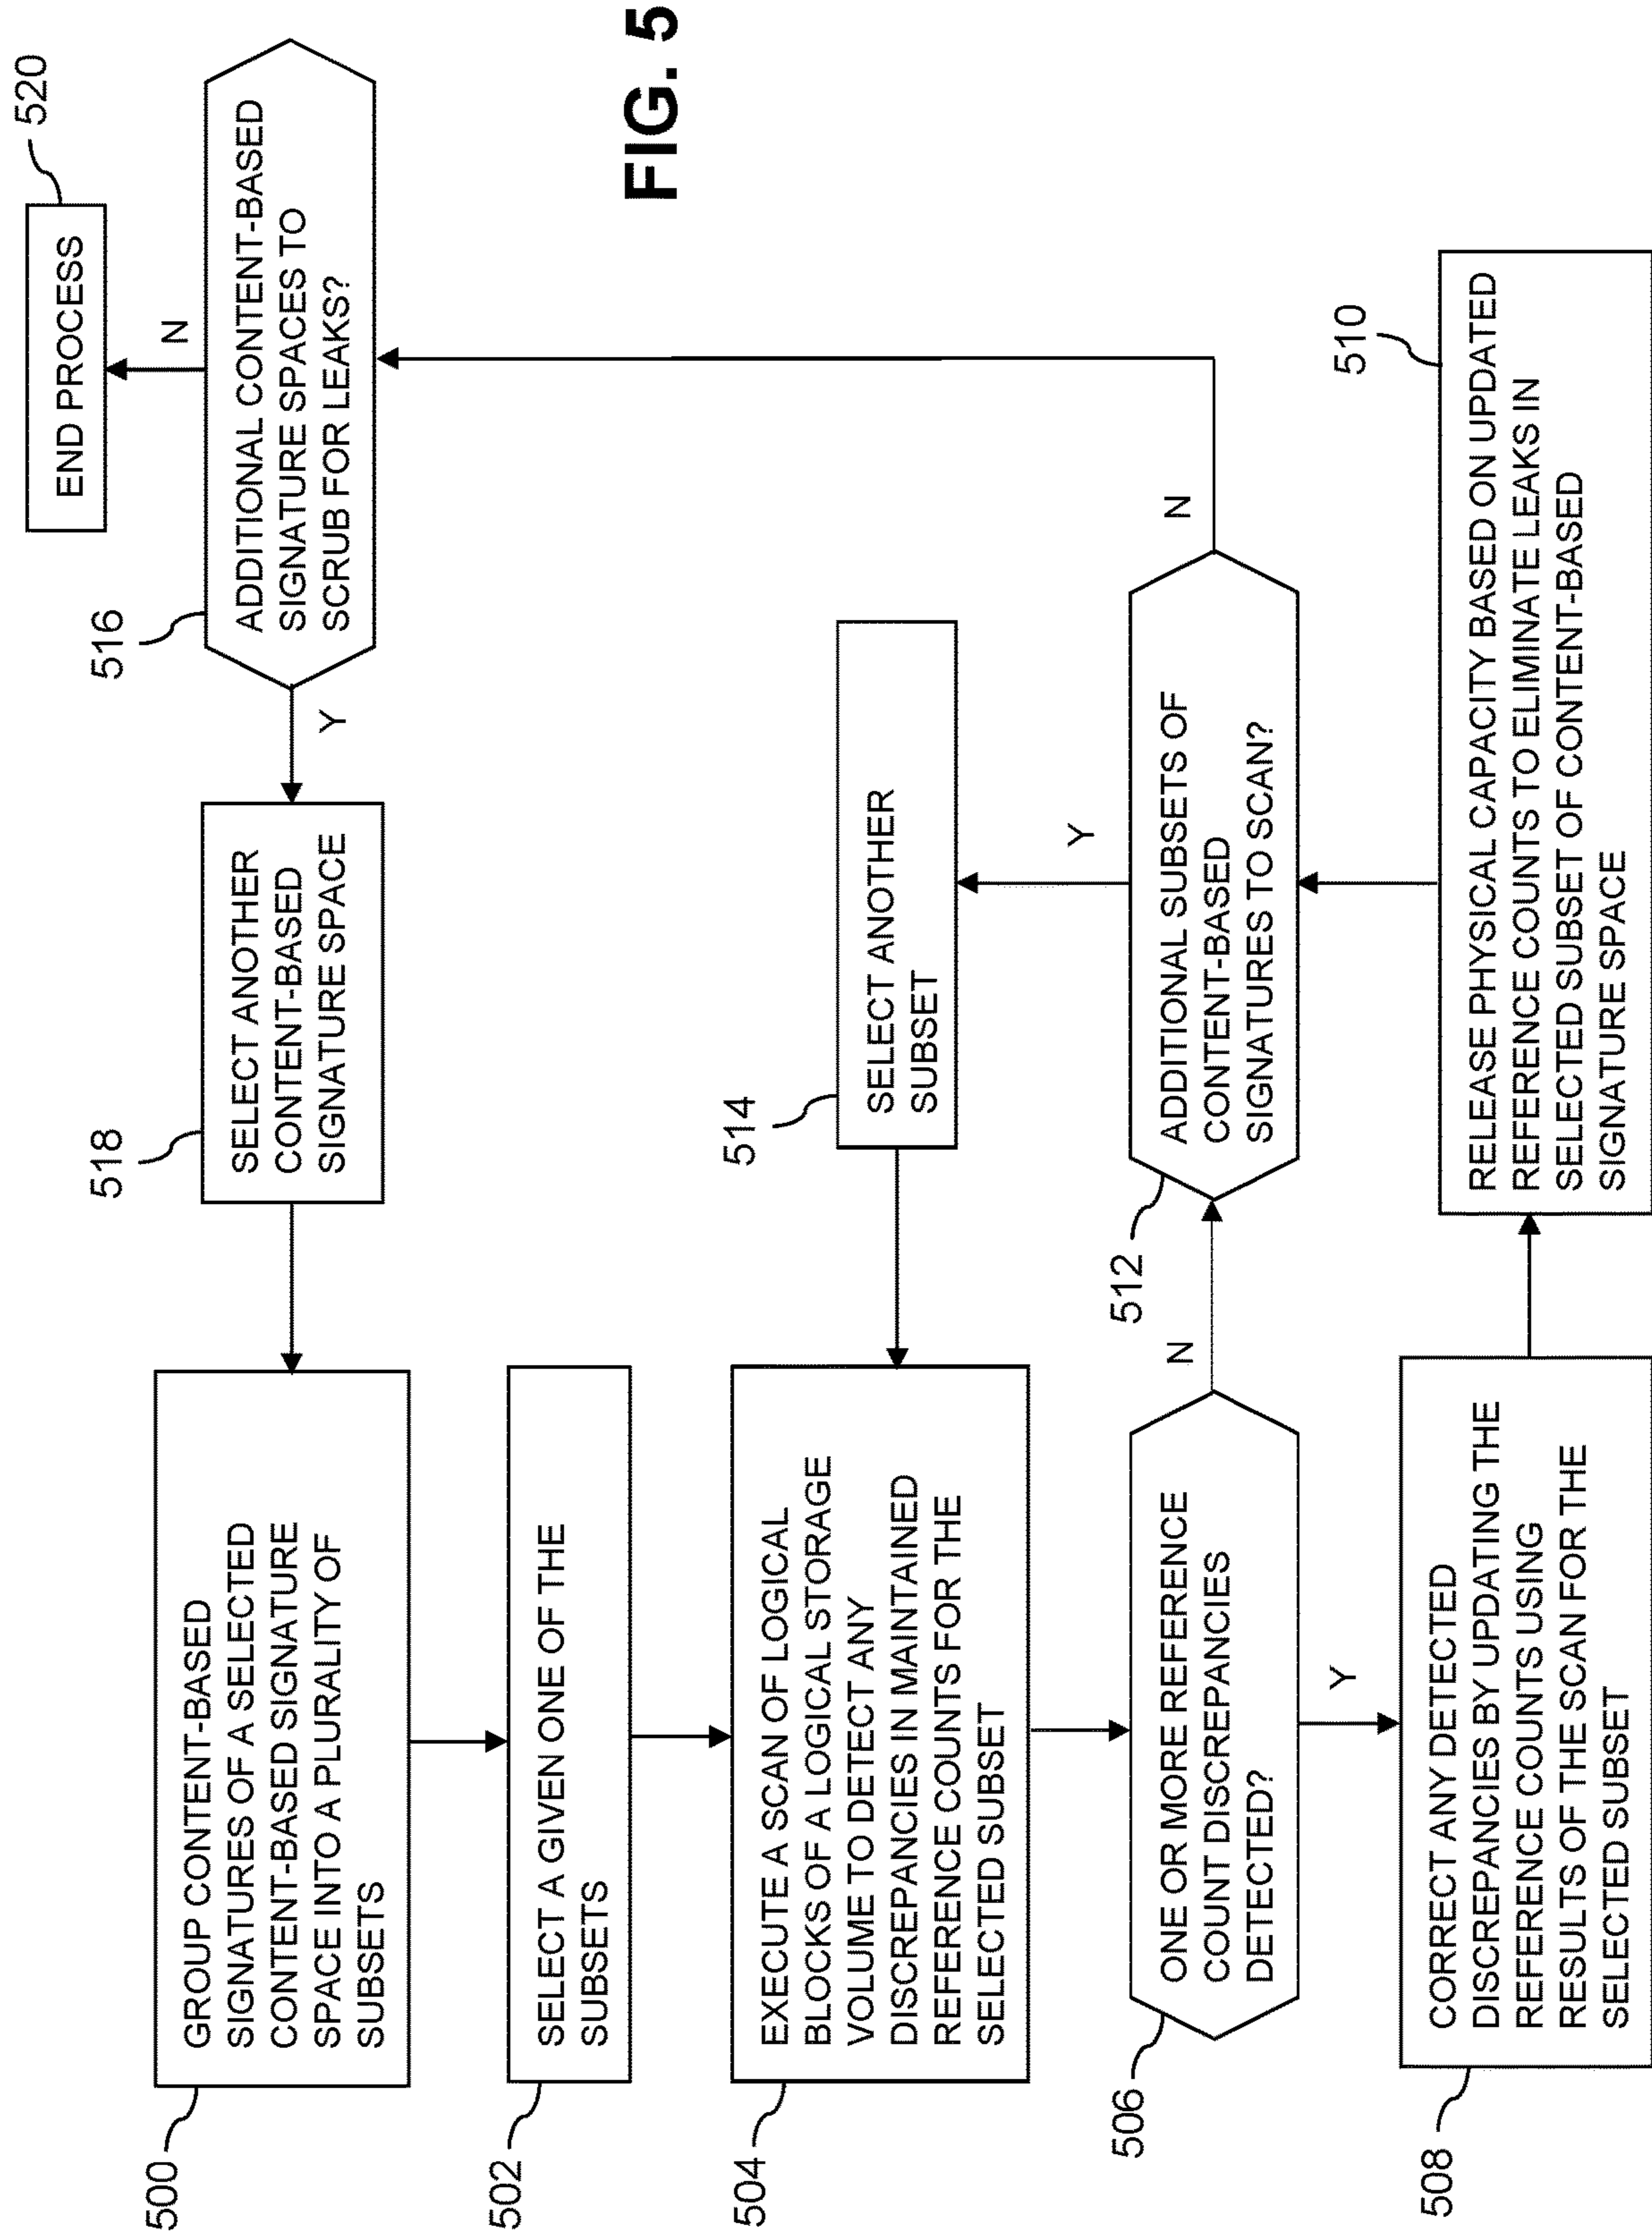 500
GROUP CONTENT-BASED
SIGNATURES OF A SELECTED
CONTENT-BASED SIGNATURE
SPACE INTO A PLURALITY OF
SUBSETS
502
SELECT A GIVEN ONE OF THE
SUBSETS
504
EXECUTE A SCAN OF LOGICAL
BLOCKS OF A LOGICAL STORAGE
VOLUME TO DETECT ANY
DISCREPANCIES IN MAINTAINED
REFERENCE COUNTS FOR THE
SELECTED SUBSET
506
ONE OR MORE REFERENCE
COUNT DISCREPANCIES
DETECTED?
N
Y
508
CORRECT ANY DETECTED
DISCREPANCIES BY UPDATING THE
REFERENCE COUNTS USING
RESULTS OF THE SCAN FOR THE
SELECTED SUBSET
510
RELEASE PHYSICAL CAPACITY BASED ON UPDATED
REFERENCE COUNTS TO ELIMINATE LEAKS IN
SELECTED SUBSET OF CONTENT-BASED
SIGNATURE SPACE
512
ADDITIONAL SUBSETS OF
CONTENT-BASED
SIGNATURES TO SCAN?
Y
N
514
SELECT ANOTHER
SUBSET
516
ADDITIONAL CONTENT-BASED
SIGNATURE SPACES TO
SCRUB FOR LEAKS?
Y
N
518
SELECT ANOTHER
CONTENT-BASED
SIGNATURE SPACE
520
END PROCESS
FIG. 5